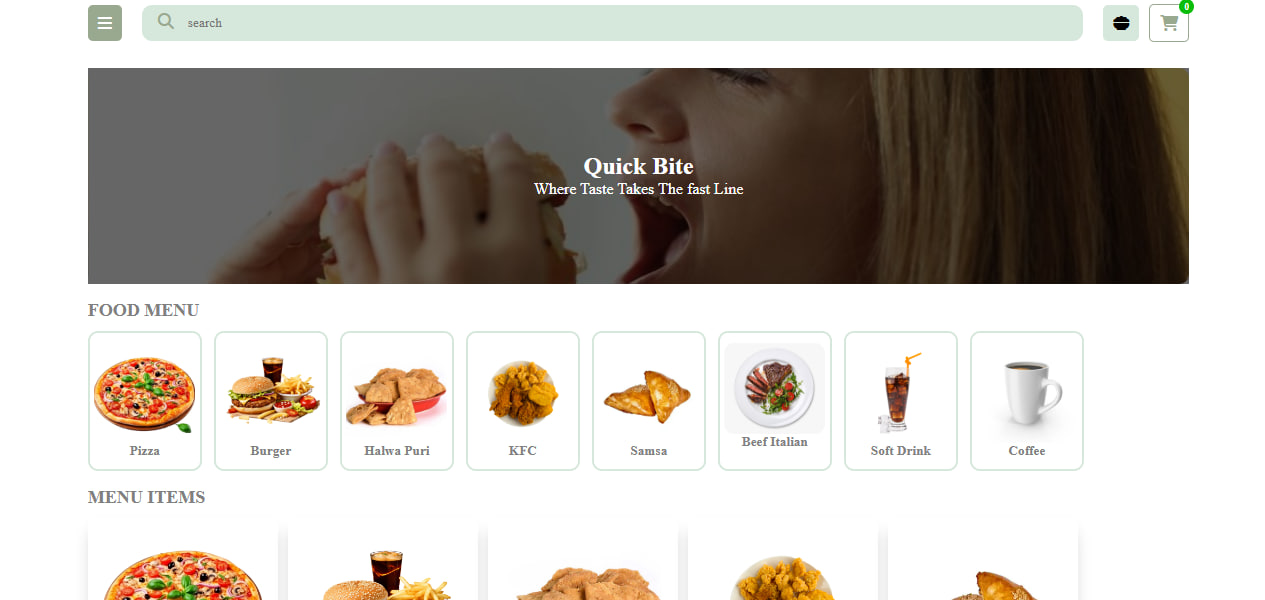 search
0
Quick Bite
Where Taste Takes The fast Line
FOOD MENU
Pizza
Burger
Halwa Puri
KFC
Samsa
Beef Italian
Soft Drink
Coffee
MENU ITEMS